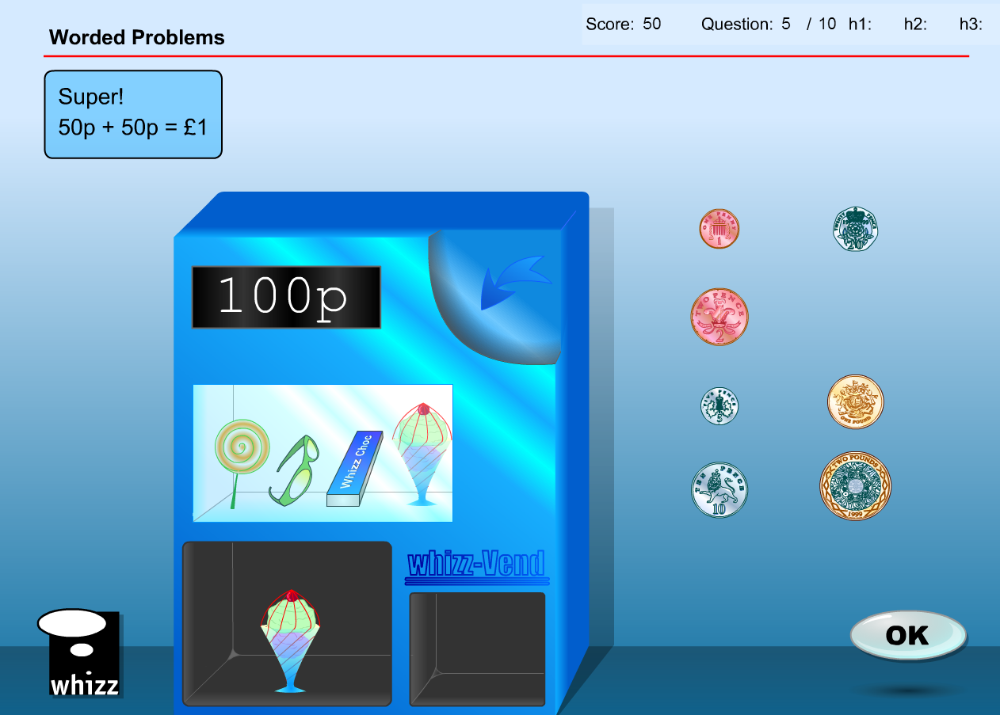 Score: 50 Question: 5 / 10 h1: h2: h3:
Worded Problems
Super!
50p + 50p = £1
100p
Whizz Choc
whizz-Vend
ONE PENNY
1
TWENTY PENCE
20
TWO PENCE
2
FIVE PENCE
5
ONE POUND
TEN PENCE
10
TWO POUNDS
1999
OK
whizz